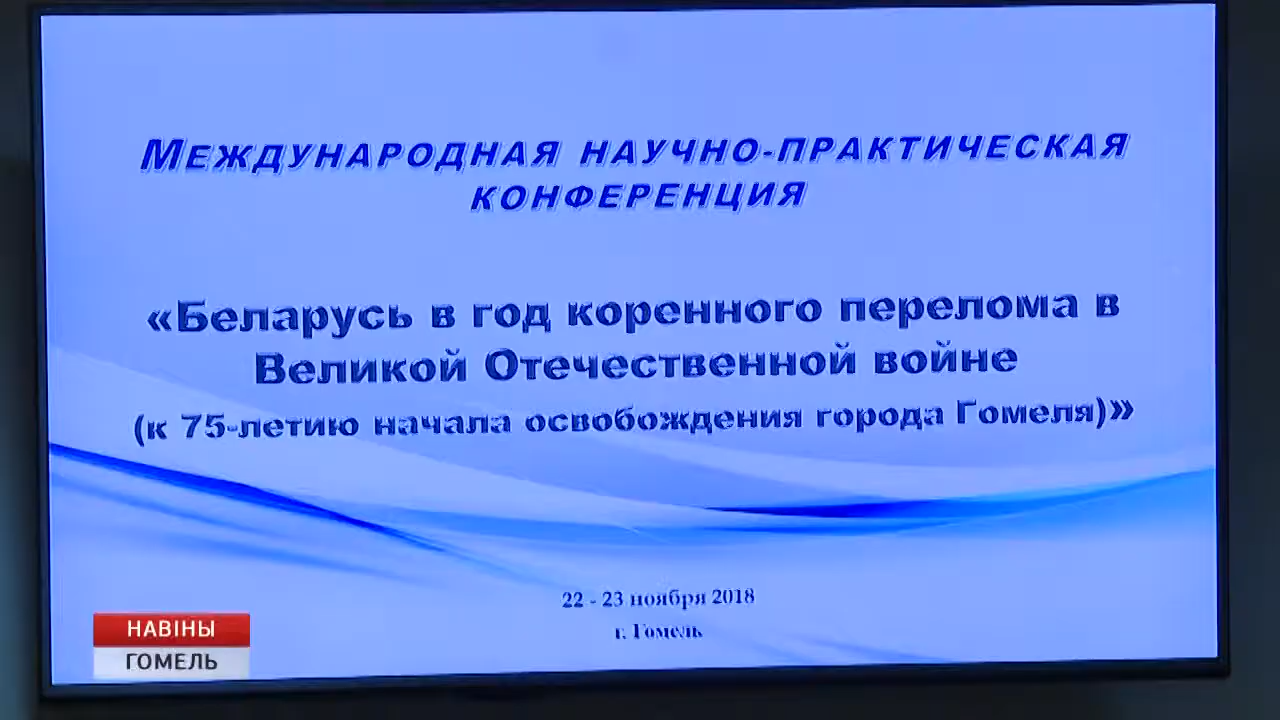 МЕЖДУНАРОДНАЯ НАУЧНО-ПРАКТИЧЕСКАЯ
КОНФЕРЕНЦИЯ
«Беларусь в год коренного перелома в
Великой Отечественной войне
(к 75-летию начала освобождения города Гомеля)»
22 - 23 ноября 2018
г. Гомель
НАВІНЫ
ГОМЕЛЬ